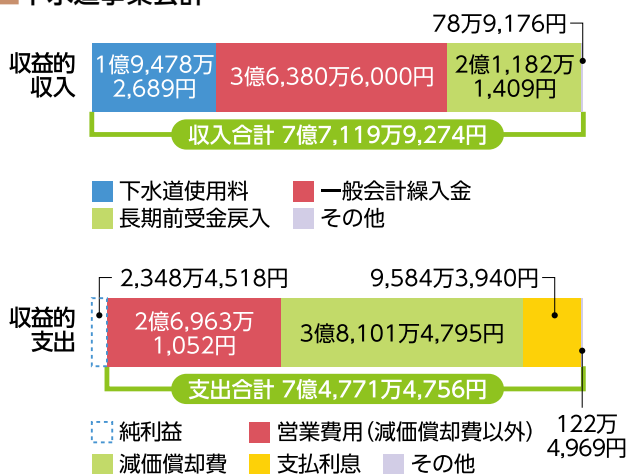 下水道事業会計
78万9,176円
収益的
収入
1億9,478万
2,689円
3億6,380万6,000円
2億1,182万
1,409円
収入合計 7億7,119万9,274円
下水道使用料
一般会計繰入金
長期前受金戻入
その他
2,348万4,518円
9,584万3,940円
収益的
支出
2億6,963万
1,052円
3億8,101万4,795円
支出合計 7億4,771万4,756円
122万
4,969円
純利益
営業費用(減価償却費以外)
減価償却費
支払利息
その他